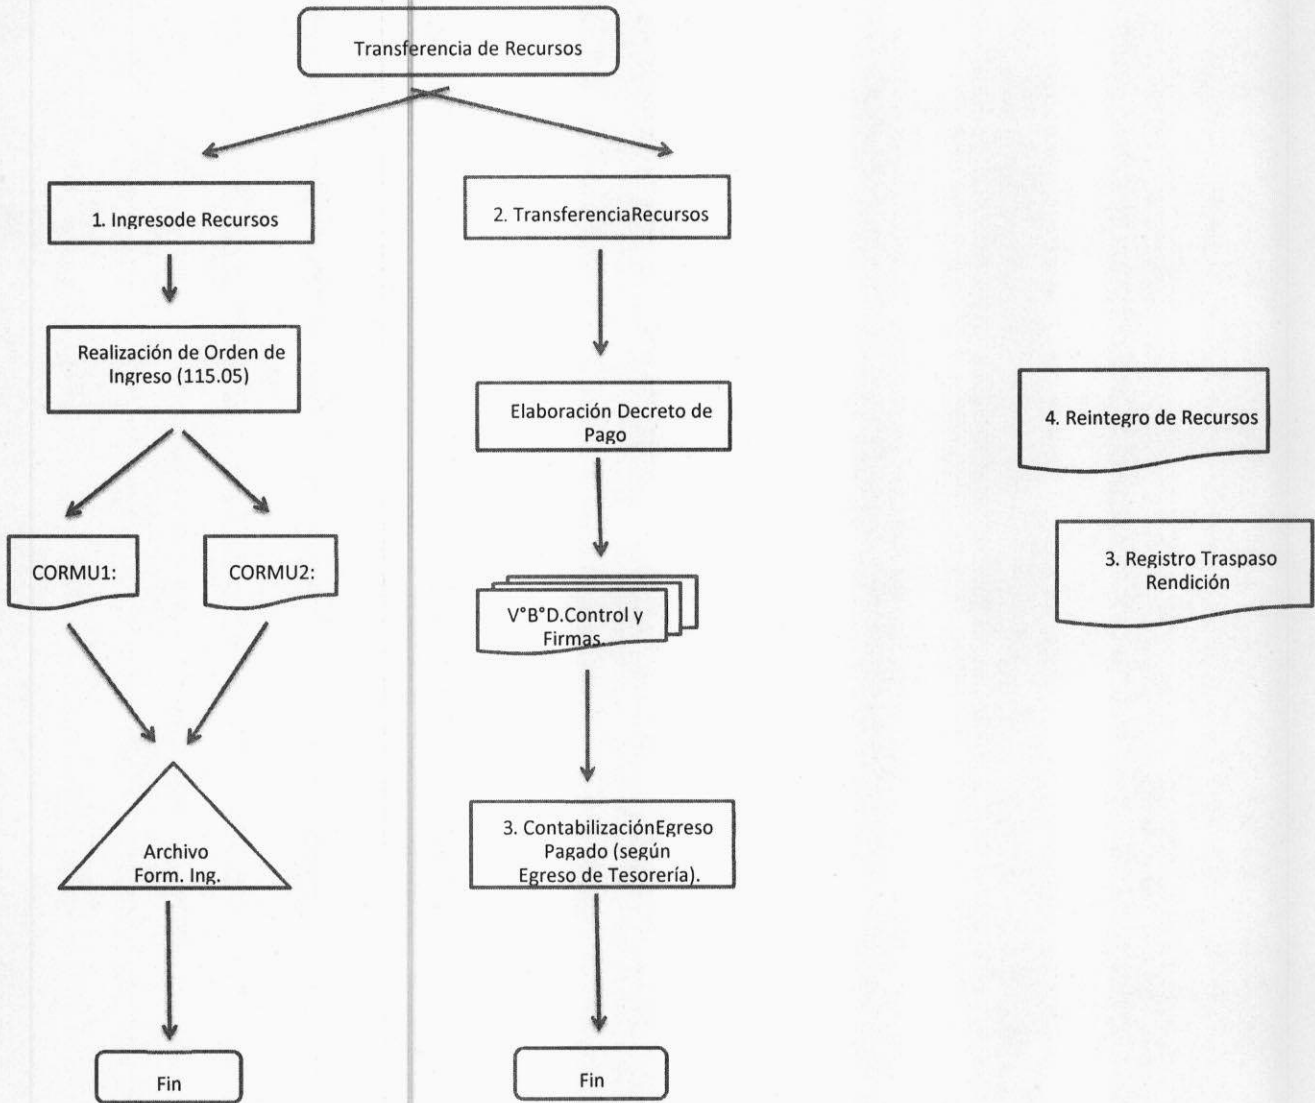 Transferencia de Recursos
1. Ingresode Recursos
Realización de Orden de
Ingreso (115.05)
CORMU1:
CORMU2:
Archivo
Form. Ing.
Fin
2. TransferenciaRecursos
Elaboración Decreto de
Pago
V°B°D.Control y
Firmas.
3. ContabilizaciónEgreso
Pagado (según
Egreso de Tesorería).
Fin
4. Reintegro de Recursos
3. Registro Traspaso
Rendición